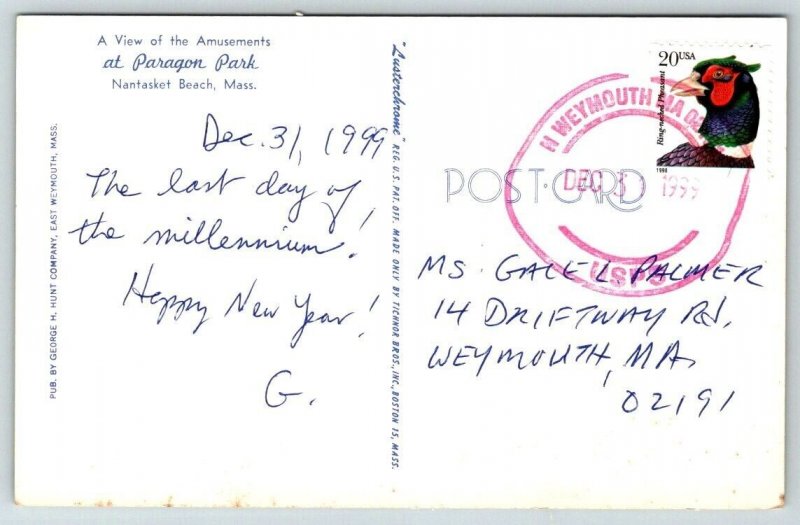 A View of the Amusements
at Paragon Park
Nantasket Beach, Mass.
Dec. 31, 1999
The last day of
the millennium!
Happy New Year!
G.
PUB. BY GEORGE H. HUNT COMPANY, EAST WEYMOUTH, MASS.
"Lusterchrome" REG. U.S. PAT. OFF. MADE ONLY BY TICHNOR BROS., INC., BOSTON 15, MASS.
20USA
Ring-necked Pheasant
1998
N WEYMOUTH MA
DEC 1999
USPS
POST·CARD
MS. GALE L PALMER
14 DRIFTWAY Rd.
WEYMOUTH, MA
02191